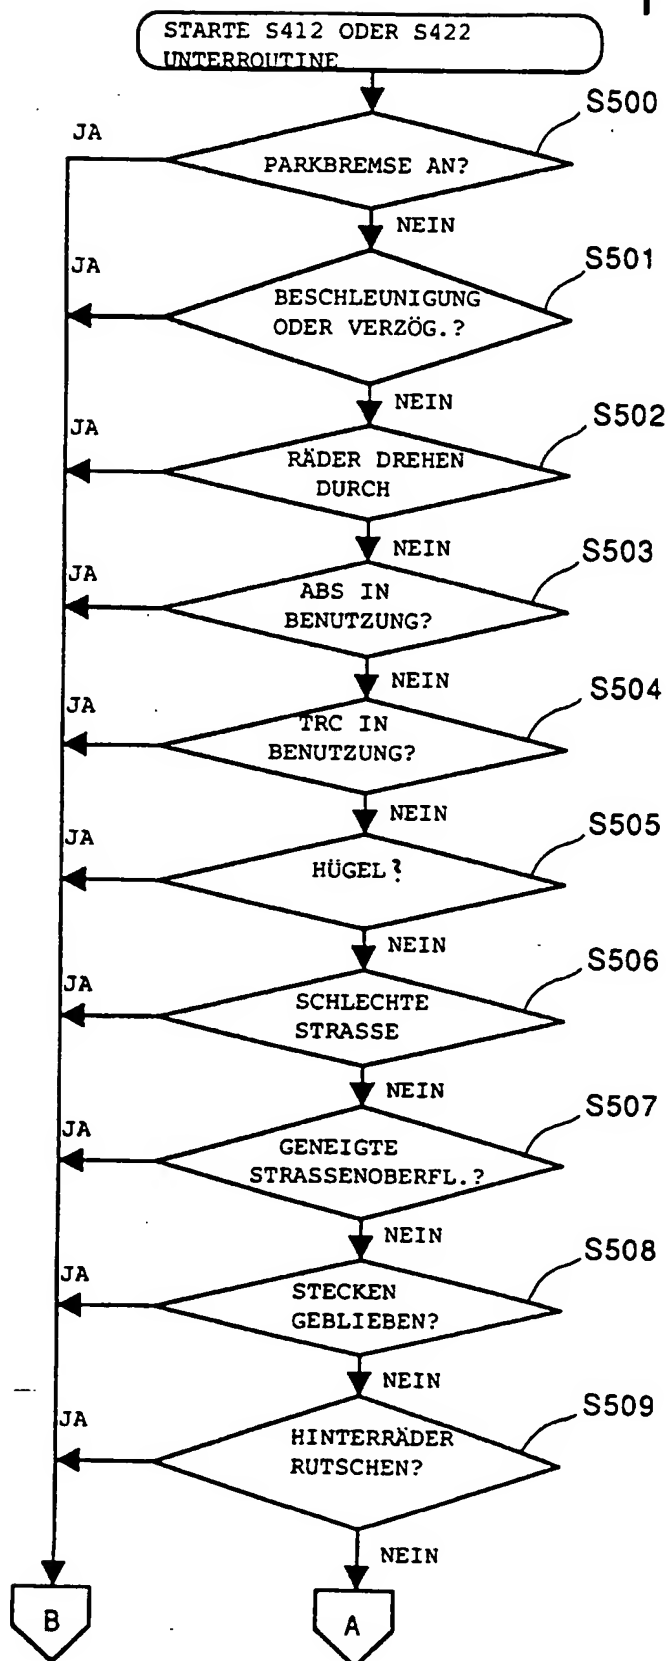 STARTE S412 ODER S422
UNTERROUTINE
S500
JA
PARKBREMSE AN?
NEIN
S501
JA
BESCHLEUNIGUNG
ODER VERZÖG.?
NEIN
S502
JA
RÄDER DREHEN
DURCH
NEIN
S503
JA
ABS IN
BENUTZUNG?
NEIN
S504
JA
TRC IN
BENUTZUNG?
NEIN
S505
JA
HÜGEL?
NEIN
S506
JA
SCHLECHTE
STRASSE
NEIN
S507
JA
GENEIGTE
STRASSENOBERFL.?
NEIN
S508
JA
STECKEN
GEBLIEBEN?
NEIN
S509
JA
HINTERRÄDER
RUTSCHEN?
NEIN
B
A